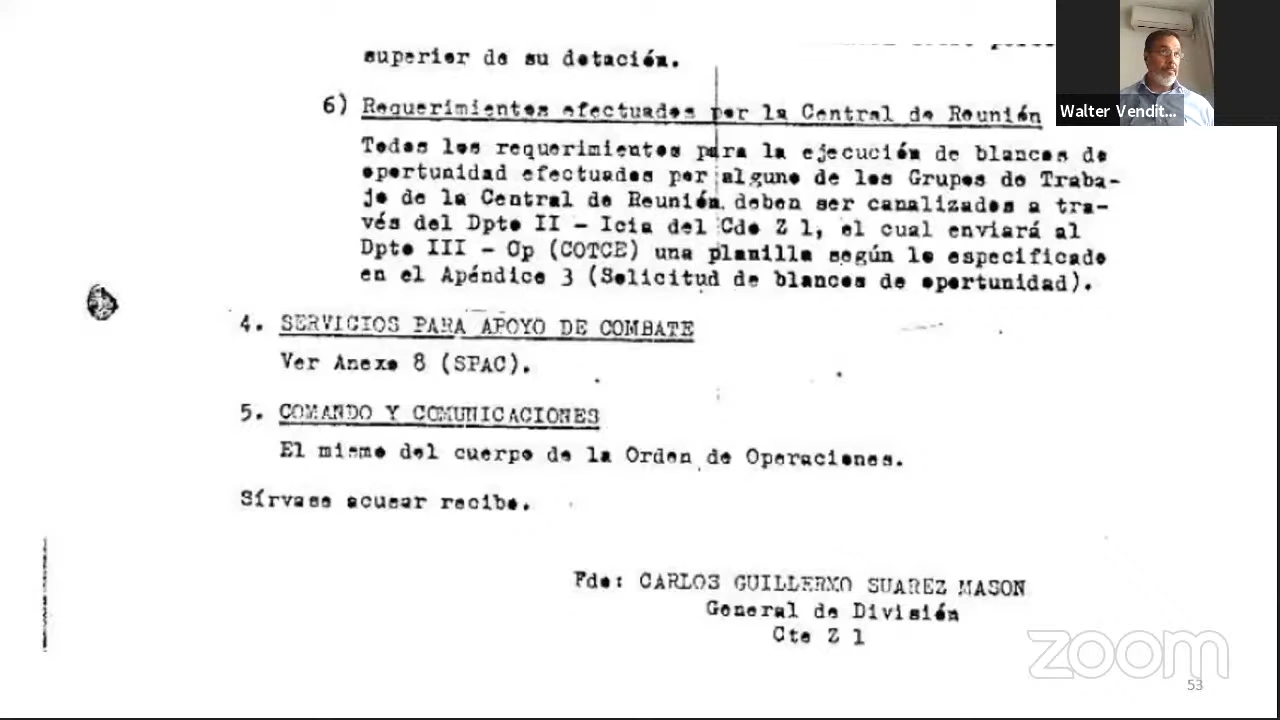 superior de su dotación.
6) Requerimientos efectuados por la Central de Reunión
Todos los requerimientos para la ejecución de blancos de
oportunidad efectuados por alguno de los Grupos de Traba-
jo de la Central de Reunión deben ser canalizados a tra-
vés del Dpto II - Icia del Cdo Z 1, el cual enviará al
Dpto III - Op (COTCE) una planilla según lo especificado
en el Apéndice 3 (Solicitud de blancos de oportunidad).
4. SERVICIOS PARA APOYO DE COMBATE
Ver Anexo 8 (SPAC).
5. COMANDO Y COMUNICACIONES
El mismo del cuerpo de la Orden de Operaciones.
Sírvase acusar recibo.
Fdo: CARLOS GUILLERMO SUAREZ MASON
General de División
Cte Z 1
Walter Vendit...
zoom
53